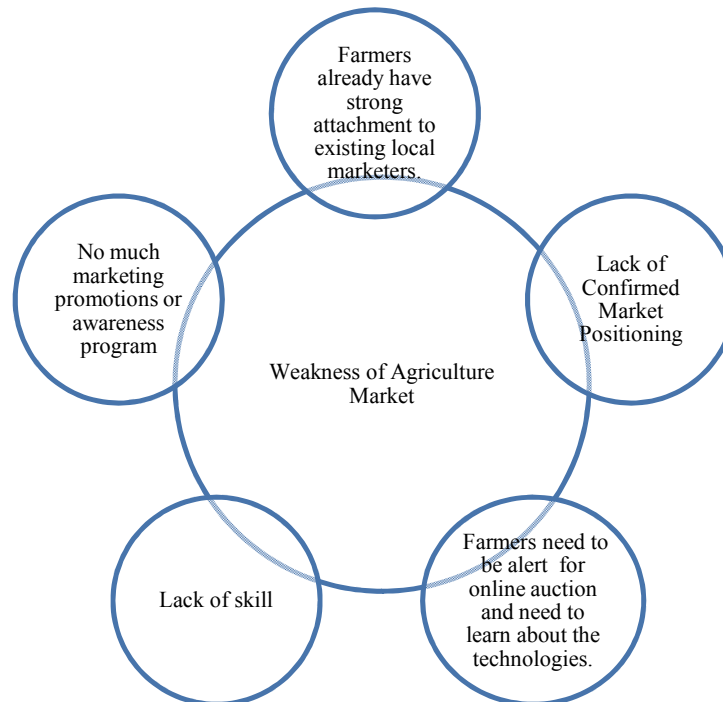 Farmers
already have
strong
attachment to
existing local
marketers.
No much
marketing
promotions or
awareness
program
Lack of
Confirmed
Market
Positioning
Weakness of Agriculture
Market
Lack of skill
Farmers need to
be alert  for
online auction
and need to
learn about the
technologies.